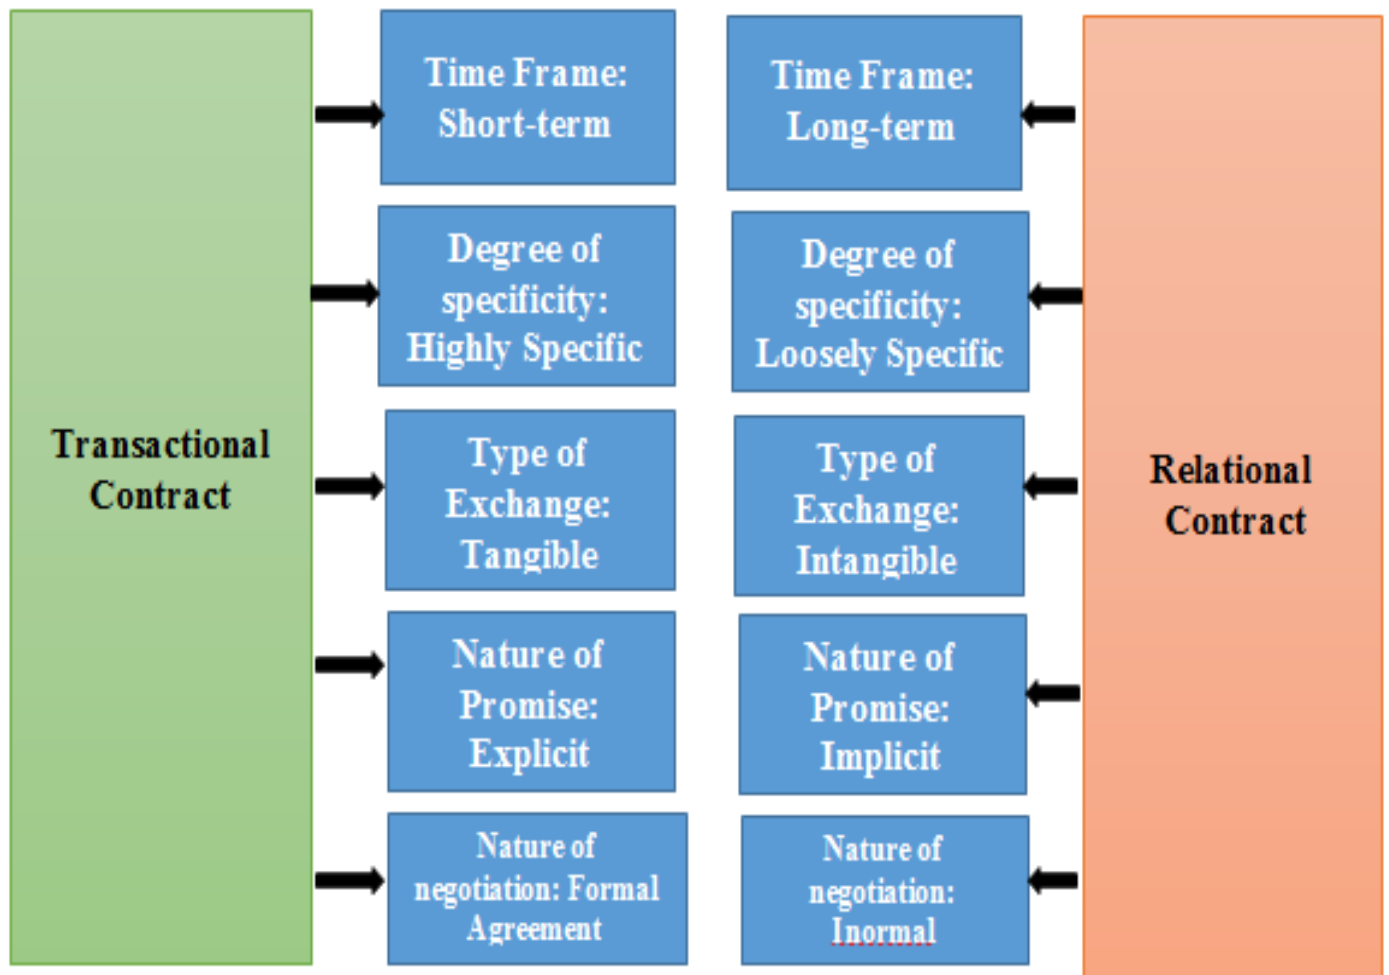 Transactional
Contract
Time Frame:
Short-term
Degree of
specificity:
Highly Specific
Type of
Exchange:
Tangible
Nature of
Promise:
Explicit
Nature of
negotiation: Formal
Agreement
Time Frame:
Long-term
Degree of
specificity:
Loosely Specific
Type of
Exchange:
Intangible
Nature of
Promise:
Implicit
Nature of
negotiation:
Inormal
Relational
Contract